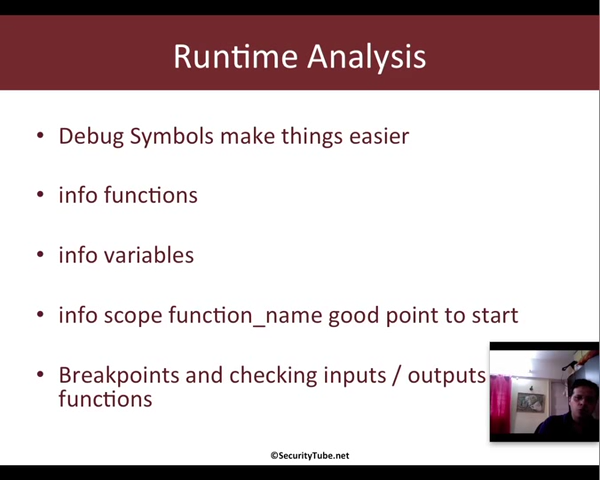 Runtime Analysis
• Debug Symbols make things easier
• info functions
• info variables
• info scope function_name good point to start
• Breakpoints and checking inputs / outputs
functions
©SecurityTube.net